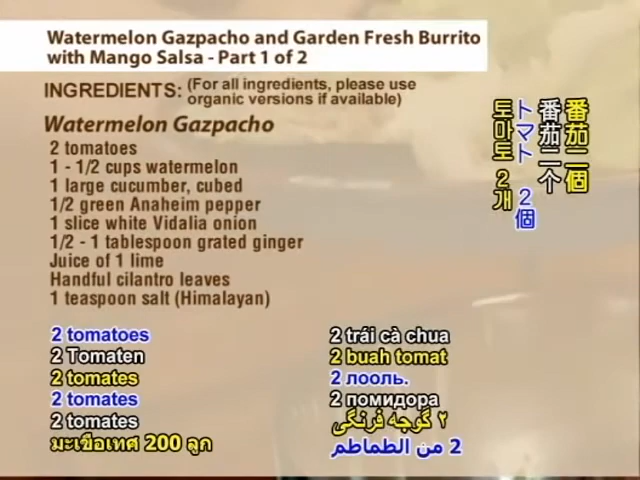 Watermelon Gazpacho and Garden Fresh Burrito
with Mango Salsa - Part 1 of 2
INGREDIENTS: (For all ingredients, please use
organic versions if available)
Watermelon Gazpacho
2 tomatoes
1 - 1/2 cups watermelon
1 large cucumber, cubed
1/2 green Anaheim pepper
1 slice white Vidalia onion
1/2 - 1 tablespoon grated ginger
Juice of 1 lime
Handful cilantro leaves
1 teaspoon salt (Himalayan)
番茄二個
番茄二个
トマト 2個
토마토 2개
2 tomatoes
2 Tomaten
2 tomates
2 tomates
2 tomates
มะเขือเทศ 200 ลูก
2 trái cà chua
2 buah tomat
2 лооль.
2 помидора
۲ گوجه فرنگی
2 من الطماطم